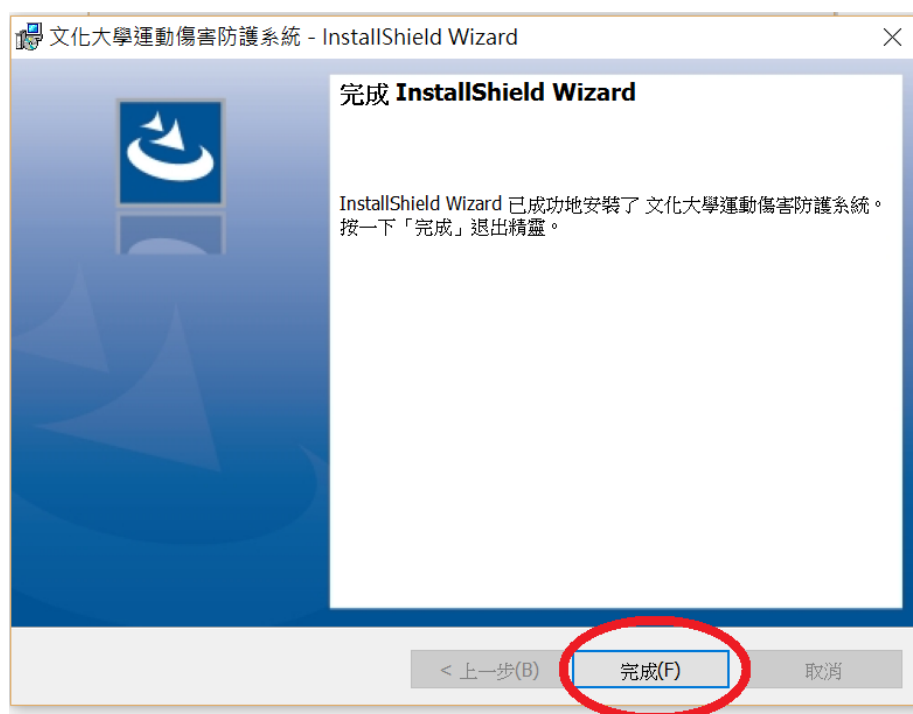 文化大學運動傷害防護系統 - InstallShield Wizard
完成 InstallShield Wizard
InstallShield Wizard 已成功地安裝了 文化大學運動傷害防護系統。
按一下「完成」退出精靈。
< 上一步(B)
完成(F)
取消